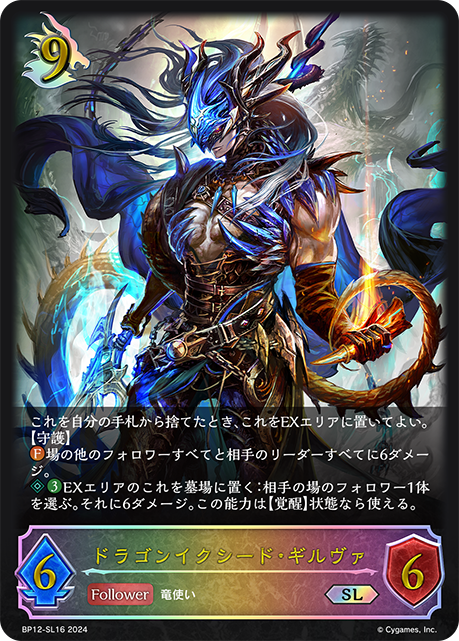 9
これを自分の手札から捨てたとき、これをEXエリアに置いてよい。
【守護】
F 場の他のフォロワーすべてと相手のリーダーすべてに6ダメー
ジ。
3 EXエリアのこれを墓場に置く：相手の場のフォロワー1体
を選ぶ。それに6ダメージ。この能力は【覚醒】状態なら使える。
ドラゴンイクシード・ギルヴァ
6
Follower 竜使い
SL
6
BP12-SL16 2024
© Cygames, Inc.